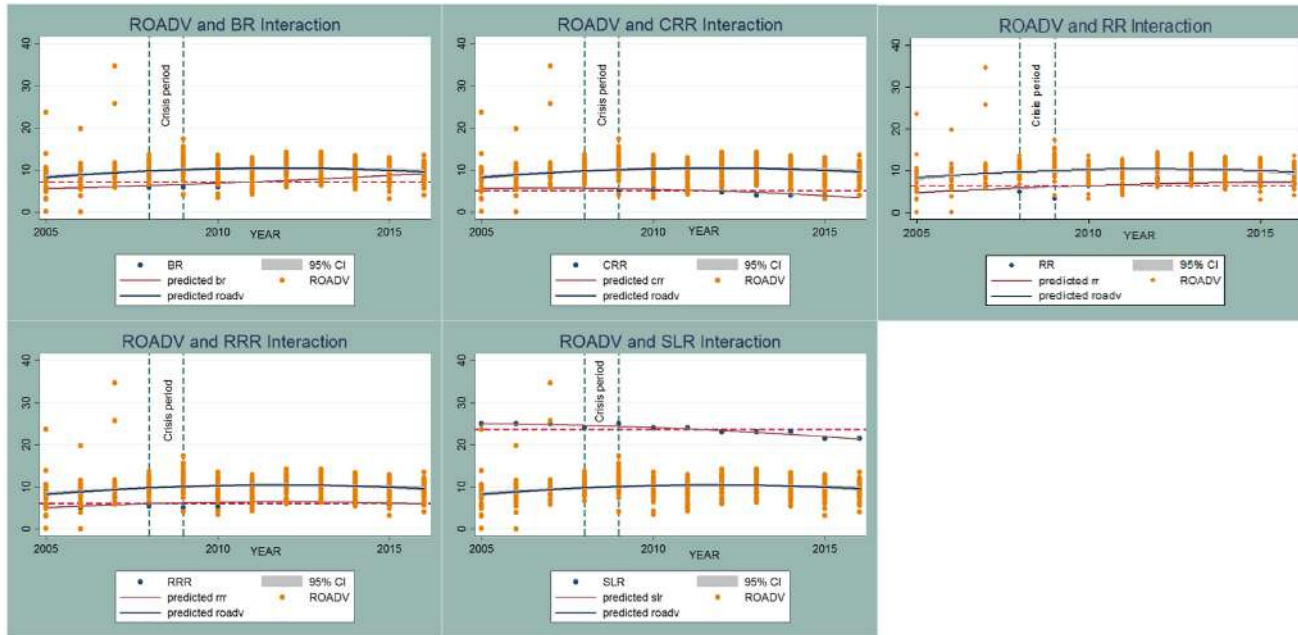 ROADV and BR Interaction
40
30
20
10
0
Crisis period
2005
2010
2015
YEAR
BR
95% CI
predicted br
ROADV
predicted roadv
ROADV and CRR Interaction
40
30
20
10
0
Crisis period
2005
2010
2015
YEAR
CRR
95% CI
predicted crr
ROADV
predicted roadv
ROADV and RR Interaction
40
30
20
10
0
Crisis period
2005
2010
2015
YEAR
RR
95% CI
predicted rr
ROADV
predicted roadv
ROADV and RRR Interaction
40
30
20
10
0
Crisis period
2005
2010
2015
YEAR
RRR
95% CI
predicted rrr
ROADV
predicted roadv
ROADV and SLR Interaction
40
30
20
10
0
Crisis period
2005
2010
2015
YEAR
SLR
95% CI
predicted slr
ROADV
predicted roadv